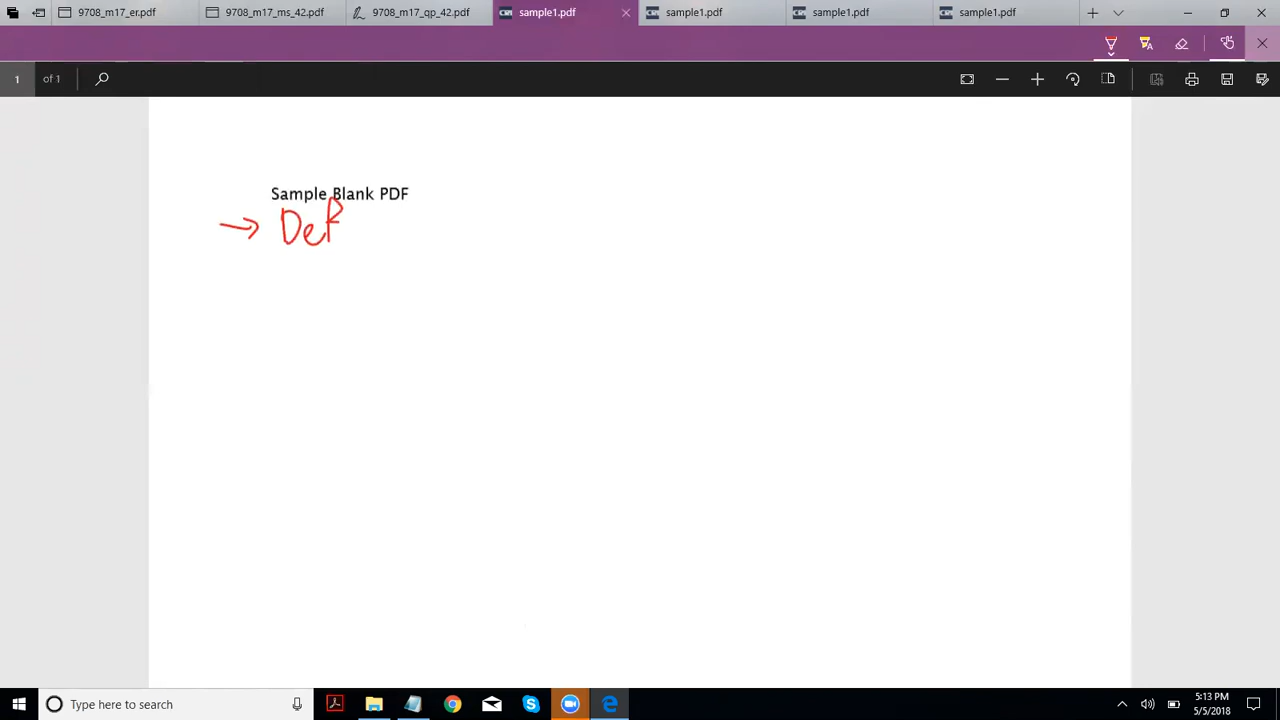 9708_m17_er.pdf 9708_m17_ms_42.pdf 9708_m17_qp_42.pdf sample1.pdf sample1.pdf sample1.pdf sample1.pdf
1 of 1
Sample Blank PDF
→ Def
Type here to search
5:13 PM
5/5/2018